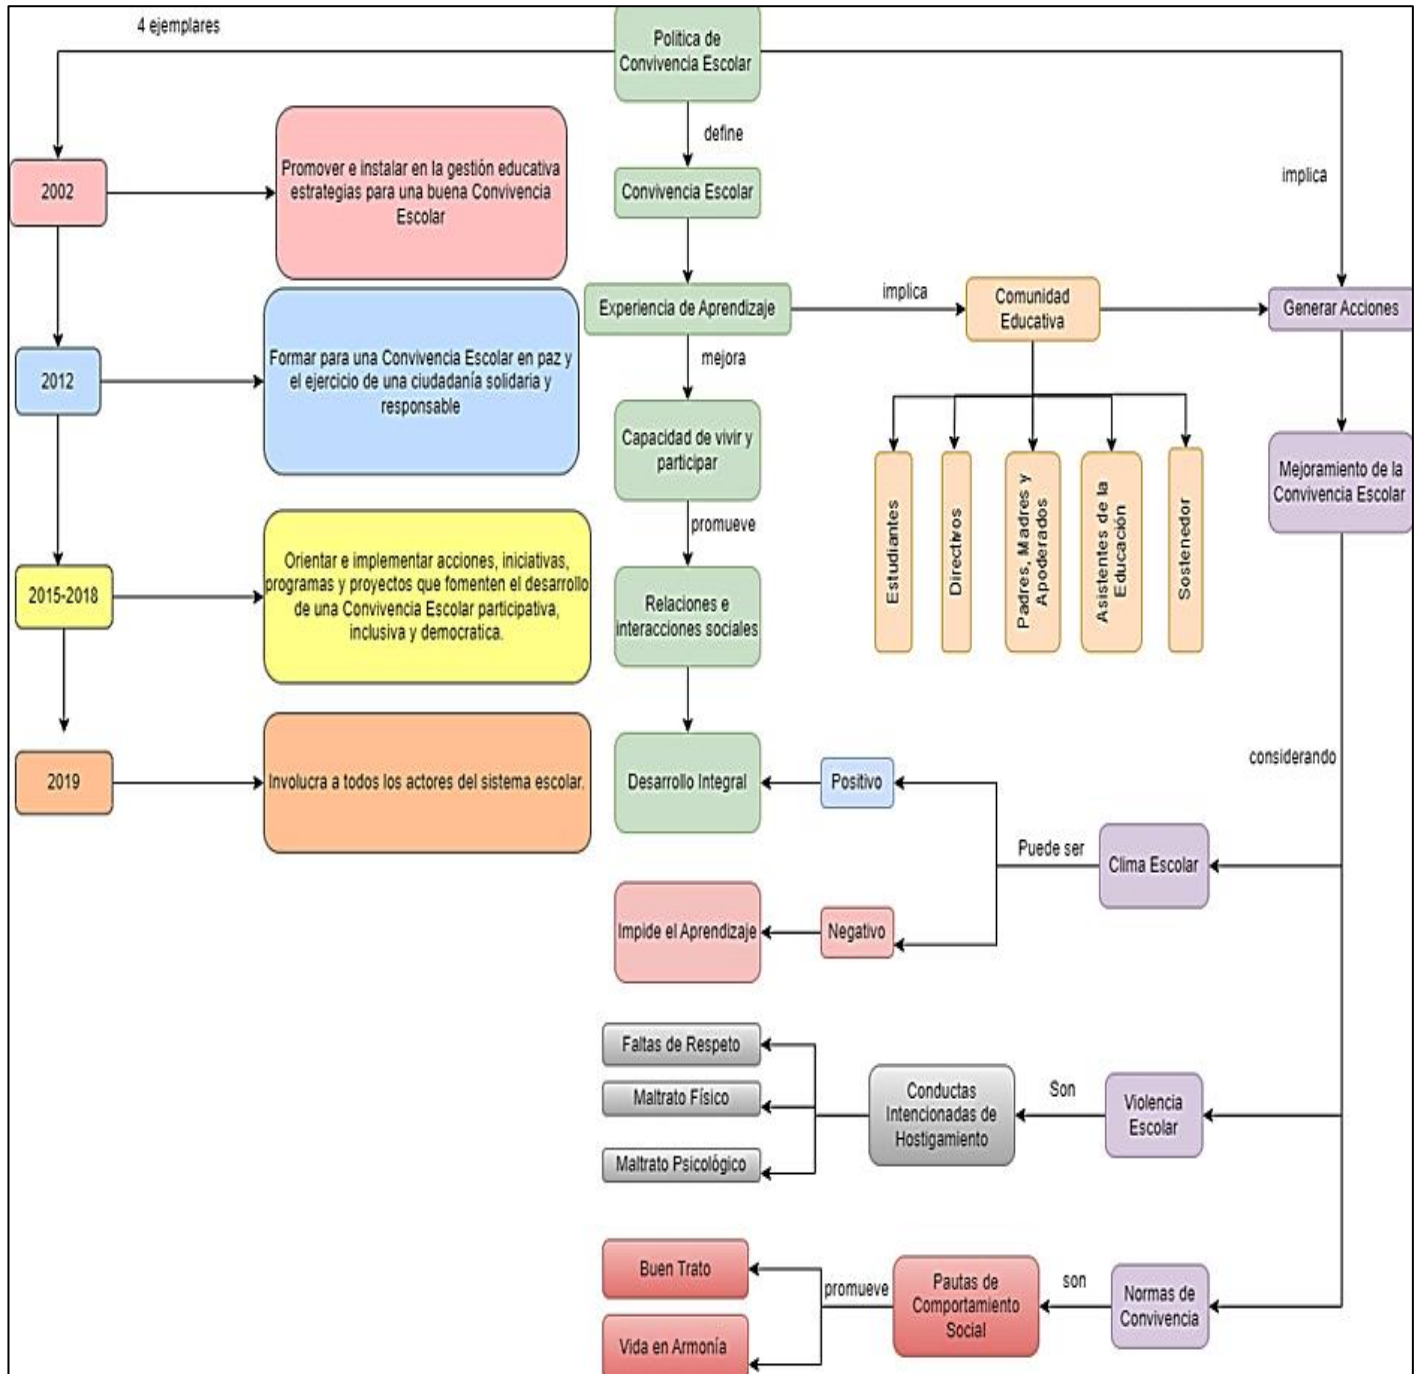 4 ejemplares
Política de
Convivencia Escolar
define
implica
2002
Promover e instalar en la gestión educativa
estrategias para una buena Convivencia
Escolar
Convivencia Escolar
Experiencia de Aprendizaje
implica
Comunidad
Educativa
Generar Acciones
2012
Formar para una Convivencia Escolar en paz y
el ejercicio de una ciudadanía solidaria y
responsable
mejora
Capacidad de vivir y
participar
promueve
Estudiantes
Directivos
Padres, Madres y
Apoderados
Asistentes de la
Educación
Sostenedor
Mejoramiento de la
Convivencia Escolar
2015-2018
Orientar e implementar acciones, iniciativas,
programas y proyectos que fomenten el desarrollo
de una Convivencia Escolar participativa,
inclusiva y democratica.
Relaciones e
interacciones sociales
2019
Involucra a todos los actores del sistema escolar.
Desarrollo Integral
Positivo
considerando
Puede ser
Clima Escolar
Impide el Aprendizaje
Negativo
Faltas de Respeto
Maltrato Físico
Maltrato Psicológico
Conductas
Intencionadas de
Hostigamiento
Son
Violencia
Escolar
Buen Trato
Vida en Armonía
promueve
Pautas de
Comportamiento
Social
son
Normas de
Convivencia